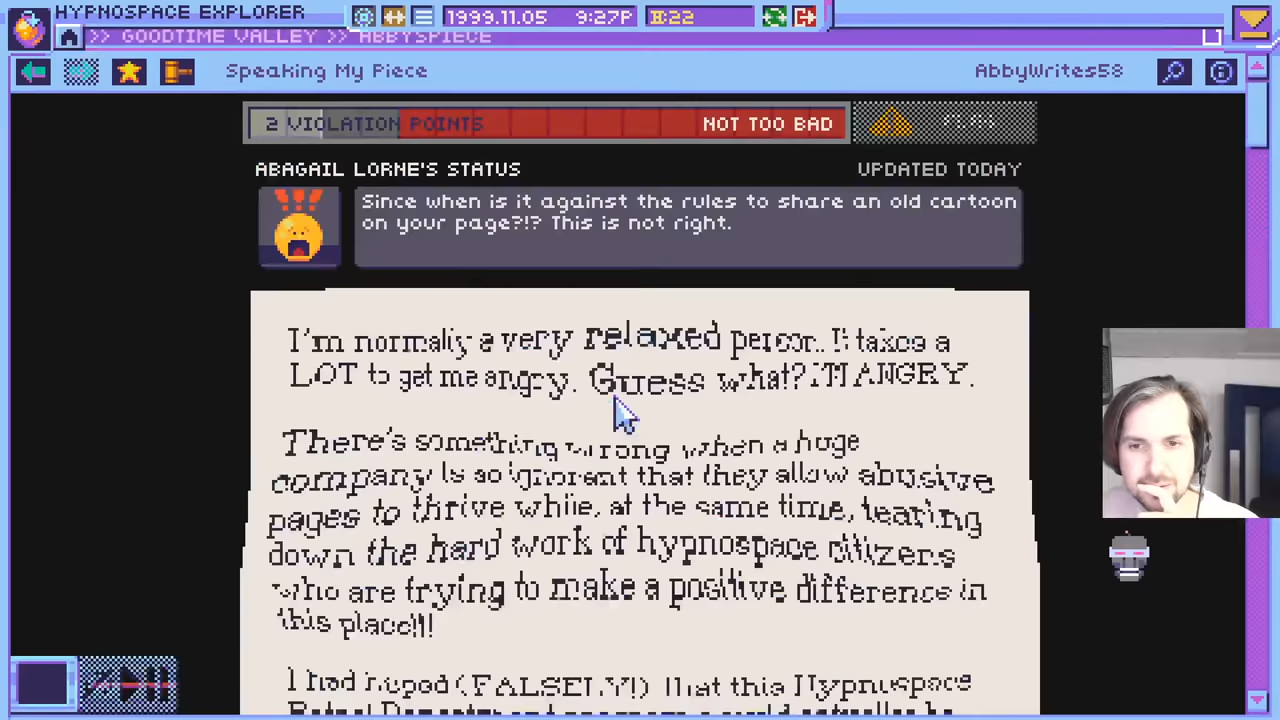 HYPNOSPACE EXPLORER
1999.11.05 9:27P
22
>> GOODTIME VALLEY >> ABBYSPIECE
Speaking My Piece
AbbyWrites58
2 VIOLATION POINTS
NOT TOO BAD
FLAG
ABAGAIL LORNE'S STATUS
UPDATED TODAY
Since when is it against the rules to share an old cartoon
on your page?!? This is not right.
I'm normally a very relaxed person. It takes a
LOT to get me angry. Guess what? I'M ANGRY.
There's something wrong when a huge
company is so ignorant that they allow abusive
pages to thrive while, at the same time, tearing
down the hard work of hypnospace citizens
who are trying to make a positive difference in
this place!!!
I had hoped (FALSELY!) that this Hypnospace